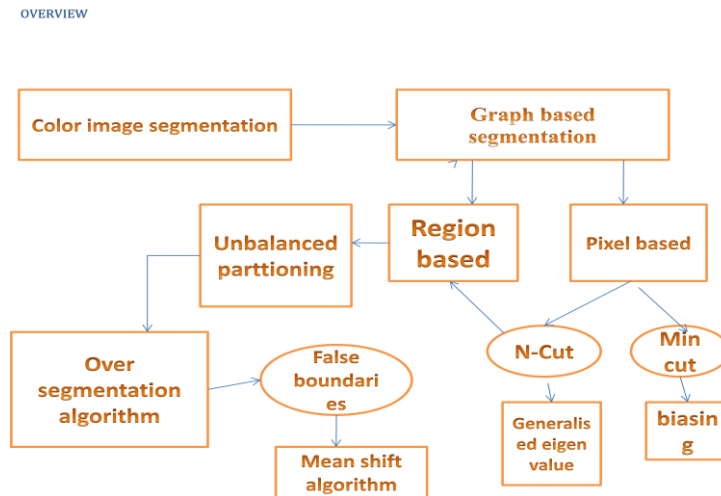 OVERVIEW
Color image segmentation
Graph based
segmentation
Unbalanced
parttioning
Region
based
Pixel based
Over
segmentation
algorithm
False
boundari
es
N-Cut
Min
cut
Mean shift
algorithm
Generalis
ed eigen
value
biasin
g